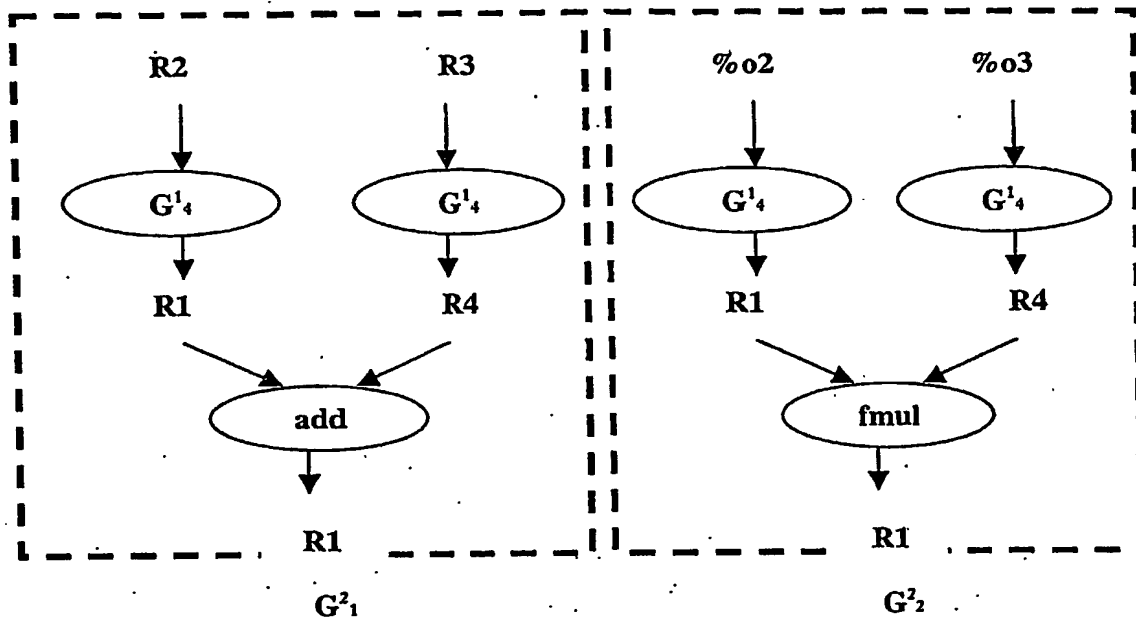 R2 R3 %o2 %o3
G¹₄ G¹₄ G¹₄ G¹₄
R1 R4 R1 R4
add fmul
R1 R1
G²₁ G²₂